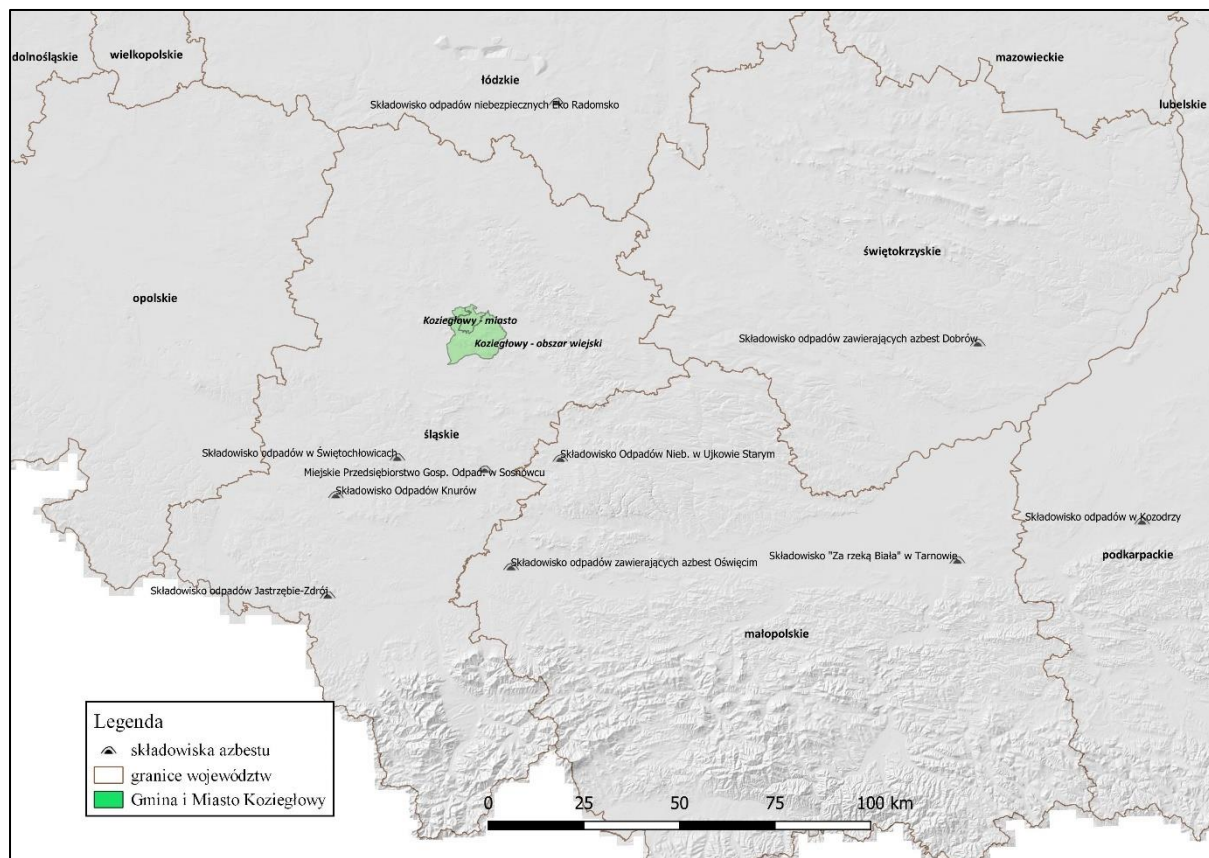 dolnośląskie
wielkopolskie
łódzkie
mazowieckie
lubelskie
Składowisko odpadów niebezpiecznych Eko Radomsko
świętokrzyskie
opolskie
Koziegłowy - miasto
Koziegłowy - obszar wiejski
Składowisko odpadów zawierających azbest Dobrów
śląskie
Składowisko odpadów w Świętochłowicach
Składowisko Odpadów Nieb. w Ujkowie Starym
Miejskie Przedsiębiorstwo Gosp. Odpad. w Sosnowcu
Składowisko Odpadów Knurów
Składowisko odpadów w Kozodrzy
podkarpackie
Składowisko odpadów zawierających azbest Oświęcim
Składowisko "Za rzeką Biała" w Tarnowie
Składowisko odpadów Jastrzębie-Zdrój
małopolskie
Legenda
składowiska azbestu
granice województw
Gmina i Miasto Koziegłowy
0 25 50 75 100 km